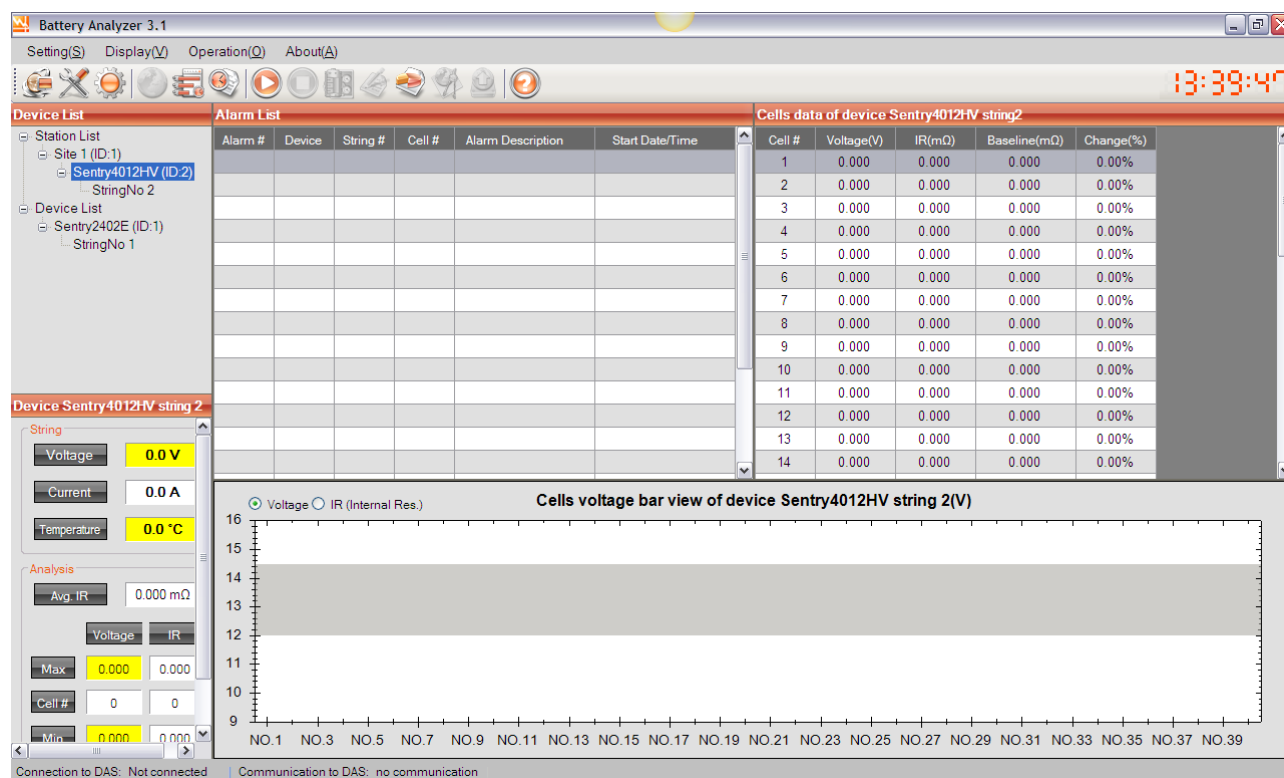 Battery Analyzer 3.1
Setting(S) Display(V) Operation(O) About(A)
13:39:47
Device List
Station List
Site 1 (ID:1)
Sentry4012HV (ID:2)
StringNo 2
Device List
Sentry2402E (ID:1)
StringNo 1
Alarm List
Alarm # Device String # Cell # Alarm Description Start Date/Time
Cells data of device Sentry4012HV string2
Cell # Voltage(V) IR(mΩ) Baseline(mΩ) Change(%)
1 0.000 0.000 0.000 0.00%
2 0.000 0.000 0.000 0.00%
3 0.000 0.000 0.000 0.00%
4 0.000 0.000 0.000 0.00%
5 0.000 0.000 0.000 0.00%
6 0.000 0.000 0.000 0.00%
7 0.000 0.000 0.000 0.00%
8 0.000 0.000 0.000 0.00%
9 0.000 0.000 0.000 0.00%
10 0.000 0.000 0.000 0.00%
11 0.000 0.000 0.000 0.00%
12 0.000 0.000 0.000 0.00%
13 0.000 0.000 0.000 0.00%
14 0.000 0.000 0.000 0.00%
Device Sentry4012HV string 2
String
Voltage 0.0 V
Current 0.0 A
Temperature 0.0 °C
Analysis
Avg. IR 0.000 mΩ
Voltage IR
Max 0.000 0.000
Cell # 0 0
Min 0.000 0.000
Voltage IR (Internal Res.)
Cells voltage bar view of device Sentry4012HV string 2(V)
16
15
14
13
12
11
10
9
NO.1 NO.3 NO.5 NO.7 NO.9 NO.11 NO.13 NO.15 NO.17 NO.19 NO.21 NO.23 NO.25 NO.27 NO.29 NO.31 NO.33 NO.35 NO.37 NO.39
Connection to DAS: Not connected Communication to DAS: no communication